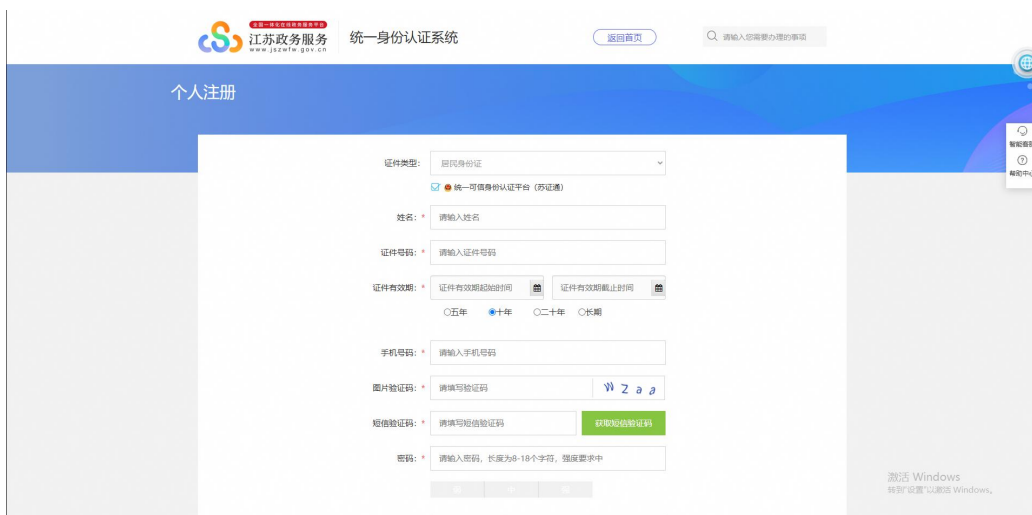 全国一体化在线政务服务平台
江苏政务服务 统一身份认证系统 返回首页 请输入您需要办理的事项
www.jszwfw.gov.cn
个人注册
智能客服
帮助中心
证件类型: 居民身份证
统一可信身份认证平台（苏证通）
姓名: * 请输入姓名
证件号码: * 请输入证件号码
证件有效期: * 证件有效期起始时间 证件有效期截止时间
五年 十年 二十年 长期
手机号码: * 请输入手机号码
图片验证码: * 请填写验证码 W Z a a
短信验证码: * 请填写短信验证码 获取短信验证码
密码: * 请输入密码，长度为8-18个字符，强度要求中
激活 Windows
转到"设置"以激活 Windows。